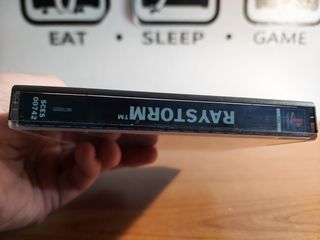 EAT • SLEEP • GAME
RAYSTORM™
SCES
00742